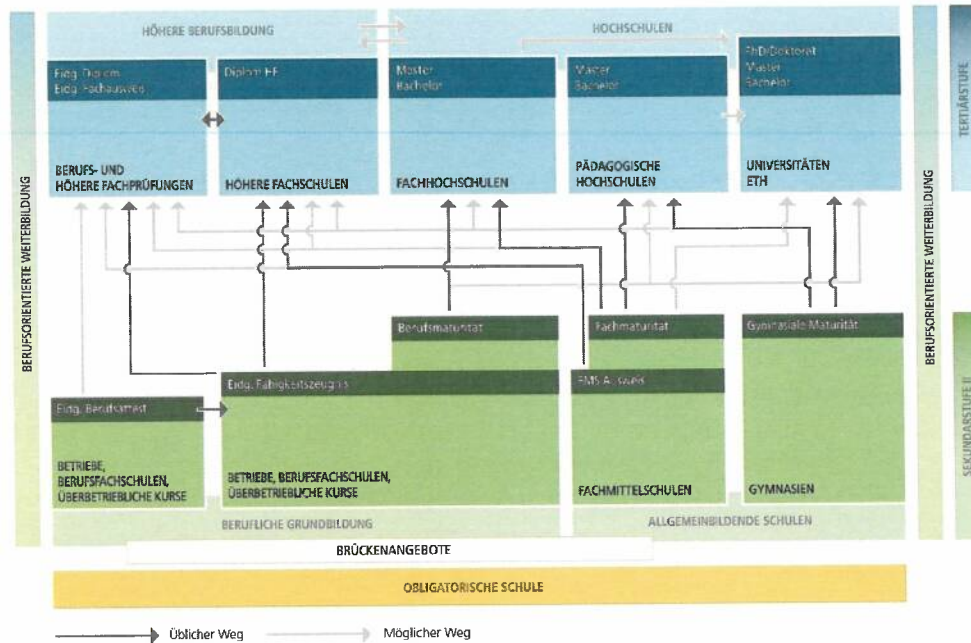 HÖHERE BERUFSBILDUNG
HOCHSCHULEN
Eidg. Diplom
Eidg. Fachausweis
Diplom HF
Master
Bachelor
Master
Bachelor
PhD/Doktorat
Master
Bachelor
BERUFS- UND
HÖHERE FACHPRÜFUNGEN
HÖHERE FACHSCHULEN
FACHHOCHSCHULEN
PÄDAGOGISCHE
HOCHSCHULEN
UNIVERSITÄTEN
ETH
TERTIÄRSTUFE
BERUFSORIENTIERTE WEITERBILDUNG
BERUFSORIENTIERTE WEITERBILDUNG
Berufsmaturität
Fachmaturität
Gymnasiale Maturität
Eidg. Fähigkeitszeugnis
FMS Ausweis
Eidg. Berufsattest
BETRIEBE,
BERUFSFACHSCHULEN,
ÜBERBETRIEBLICHE KURSE
BETRIEBE, BERUFSFACHSCHULEN,
ÜBERBETRIEBLICHE KURSE
FACHMITTELSCHULEN
GYMNASIEN
SEKUNDARSTUFE II
BERUFLICHE GRUNDBILDUNG
ALLGEMEINBILDENDE SCHULEN
BRÜCKENANGEBOTE
OBLIGATORISCHE SCHULE
Üblicher Weg
Möglicher Weg